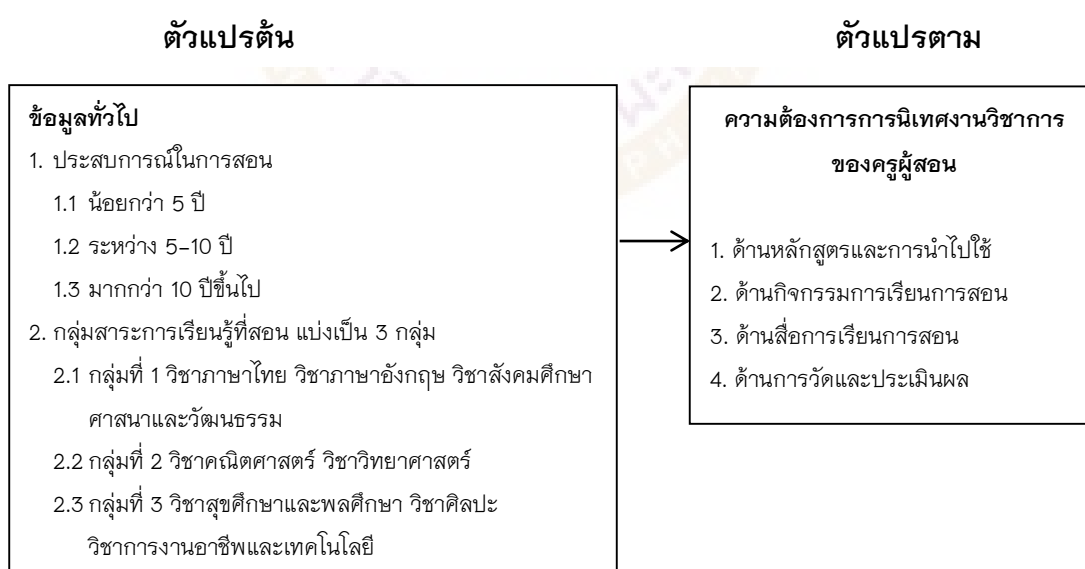 ตัวแปรต้น
ข้อมูลทั่วไป
1. ประสบการณ์ในการสอน
1.1 น้อยกว่า 5 ปี
1.2 ระหว่าง 5-10 ปี
1.3 มากกว่า 10 ปีขึ้นไป
2. กลุ่มสาระการเรียนรู้ที่สอน แบ่งเป็น 3 กลุ่ม
2.1 กลุ่มที่ 1 วิชาภาษาไทย วิชาภาษาอังกฤษ วิชาสังคมศึกษา
ศาสนาและวัฒนธรรม
2.2 กลุ่มที่ 2 วิชาคณิตศาสตร์ วิชาวิทยาศาสตร์
2.3 กลุ่มที่ 3 วิชาสุขศึกษาและพลศึกษา วิชาศิลปะ
วิชาการงานอาชีพและเทคโนโลยี
ตัวแปรตาม
ความต้องการการนิเทศงานวิชาการ
ของครูผู้สอน
1. ด้านหลักสูตรและการนำไปใช้
2. ด้านกิจกรรมการเรียนการสอน
3. ด้านสื่อการเรียนการสอน
4. ด้านการวัดและประเมินผล